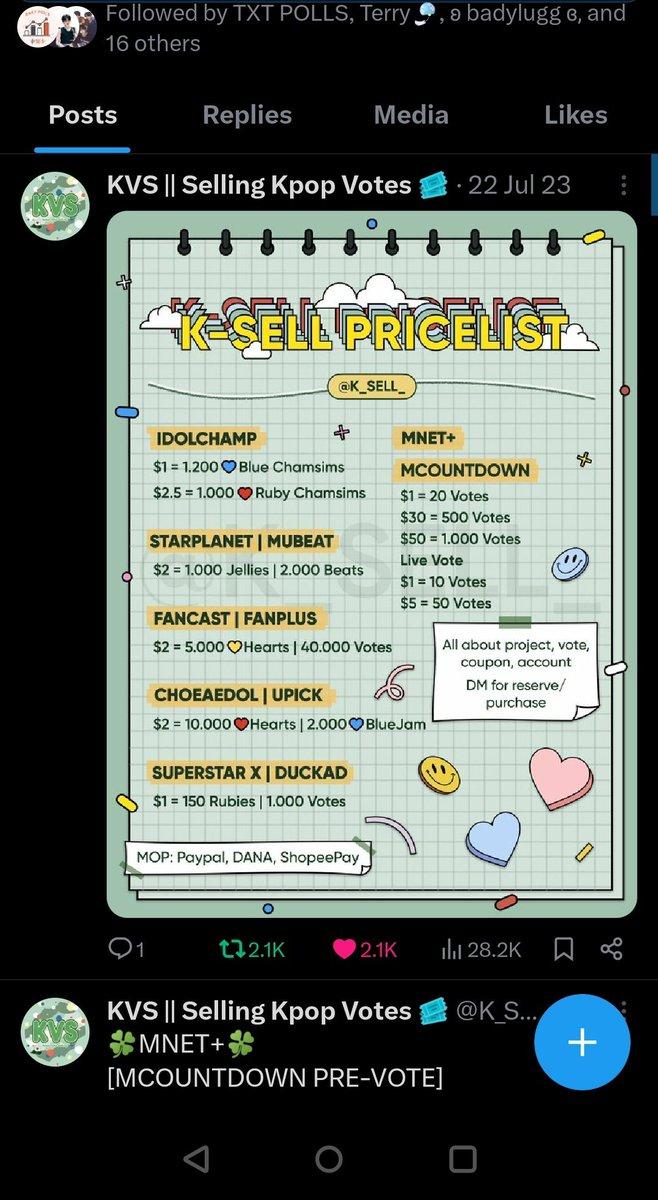 Followed by TXT POLLS, Terry🪩, ʚ badylugg ɞ, and
16 others
Posts
Replies
Media
Likes
KVS || Selling Kpop Votes 🎫 · 22 Jul 23
KVS
K-SELL PRICELIST
@K_SELL_
IDOLCHAMP
$1 = 1.200 💙 Blue Chamsims
$2.5 = 1.000 ❤️ Ruby Chamsims
STARPLANET | MUBEAT
$2 = 1.000 Jellies | 2.000 Beats
FANCAST | FANPLUS
$2 = 5.000 💛 Hearts | 40.000 Votes
CHOEAEDOL | UPICK
$2 = 10.000 ❤️ Hearts | 2.000 💙 BlueJam
SUPERSTAR X | DUCKAD
$1 = 150 Rubies | 1.000 Votes
MOP: Paypal, DANA, ShopeePay
MNET+
MCOUNTDOWN
$1 = 20 Votes
$30 = 500 Votes
$50 = 1.000 Votes
Live Vote
$1 = 10 Votes
$5 = 50 Votes
All about project, vote,
coupon, account
DM for reserve/
purchase
@K_SELL_
1
2.1K
2.1K
28.2K
KVS || Selling Kpop Votes 🎫 @K_S...
KVS
🍀MNET+🍀
[MCOUNTDOWN PRE-VOTE]